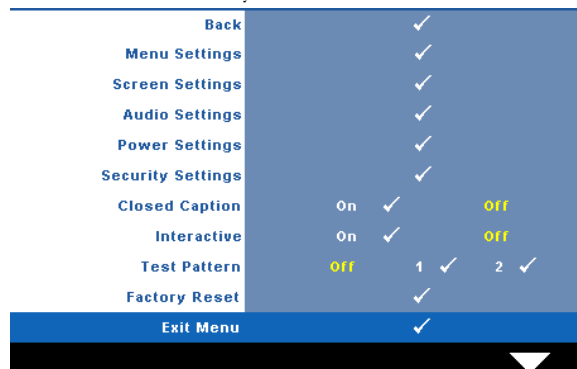 Back ✓
Menu Settings ✓
Screen Settings ✓
Audio Settings ✓
Power Settings ✓
Security Settings ✓
Closed Caption On ✓ Off
Interactive On ✓ Off
Test Pattern Off 1 ✓ 2 ✓
Factory Reset ✓
Exit Menu ✓